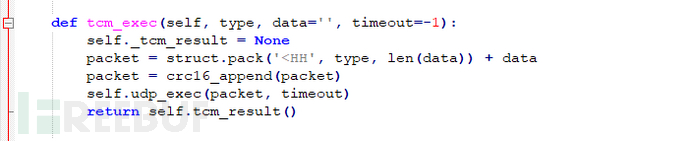 def tcm_exec(self, type, data='', timeout=-1):
    self._tcm_result = None
    packet = struct.pack('<HH', type, len(data)) + data
    packet = crc16_append(packet)
    self.udp_exec(packet, timeout)
    return self.tcm_result()
FREEBUF